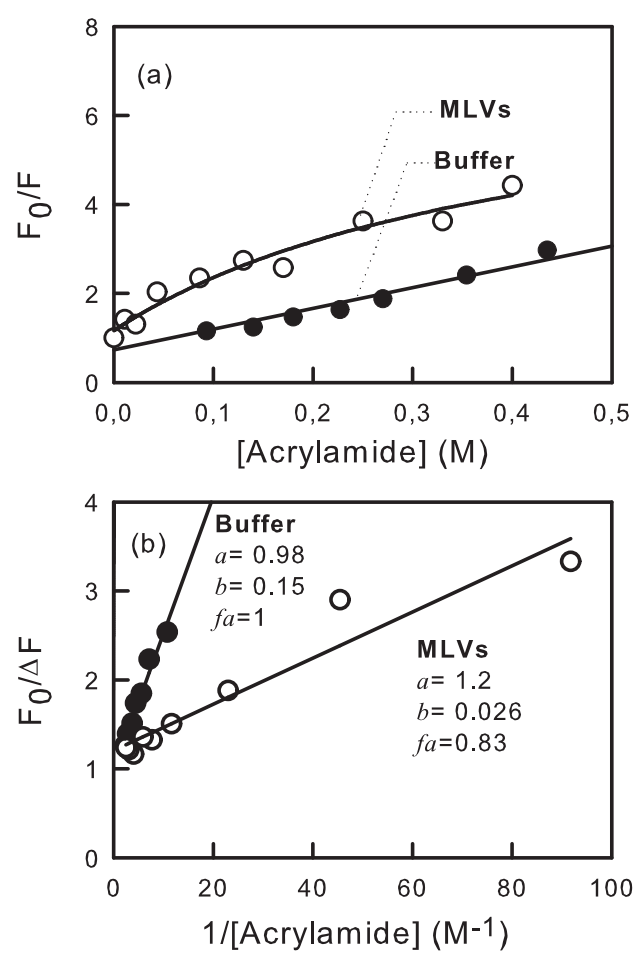 8
(a)
MLVs
6
Buffer
F0/F
4
2
0
0,0 0,1 0,2 0,3 0,4 0,5
[Acrylamide] (M)
4
(b)
Buffer
a= 0.98
b= 0.15
fa=1
3
F0/ΔF
MLVs
a= 1.2
b= 0.026
fa=0.83
2
1
0
0 20 40 60 80 100
1/[Acrylamide] (M-1)